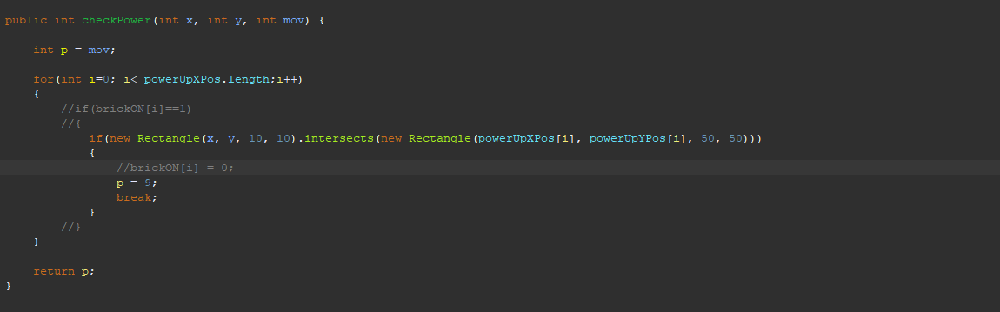 public int checkPower(int x, int y, int mov) {
int p = mov;
for(int i=0; i< powerUpXPos.length;i++)
{
//if(brickON[i]==1)
//{
if(new Rectangle(x, y, 10, 10).intersects(new Rectangle(powerUpXPos[i], powerUpYPos[i], 50, 50)))
{
//brickON[i] = 0;
p = 9;
break;
}
//}
}
return p;
}